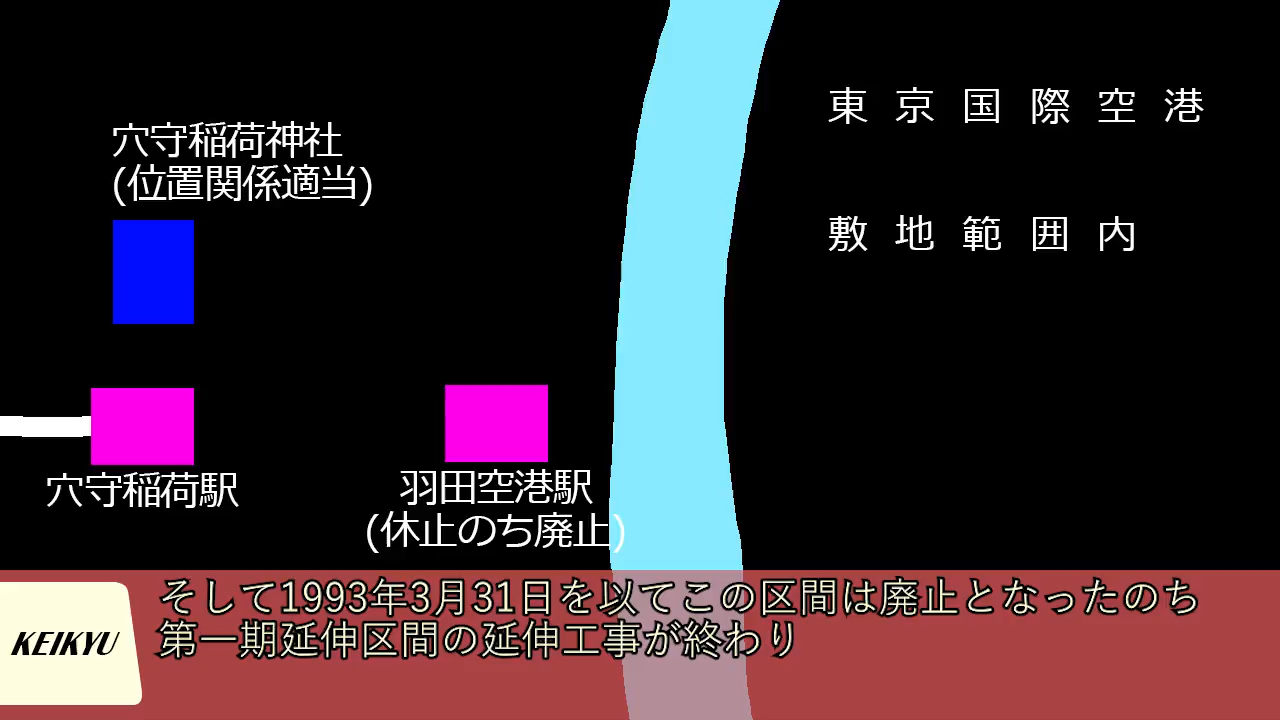 東京国際空港
敷地範囲内
穴守稲荷神社
(位置関係適当)
穴守稲荷駅
羽田空港駅
(休止のち廃止)
KEIKYU
そして1993年3月31日を以てこの区間は廃止となったのち
第一期延伸区間の延伸工事が終わり